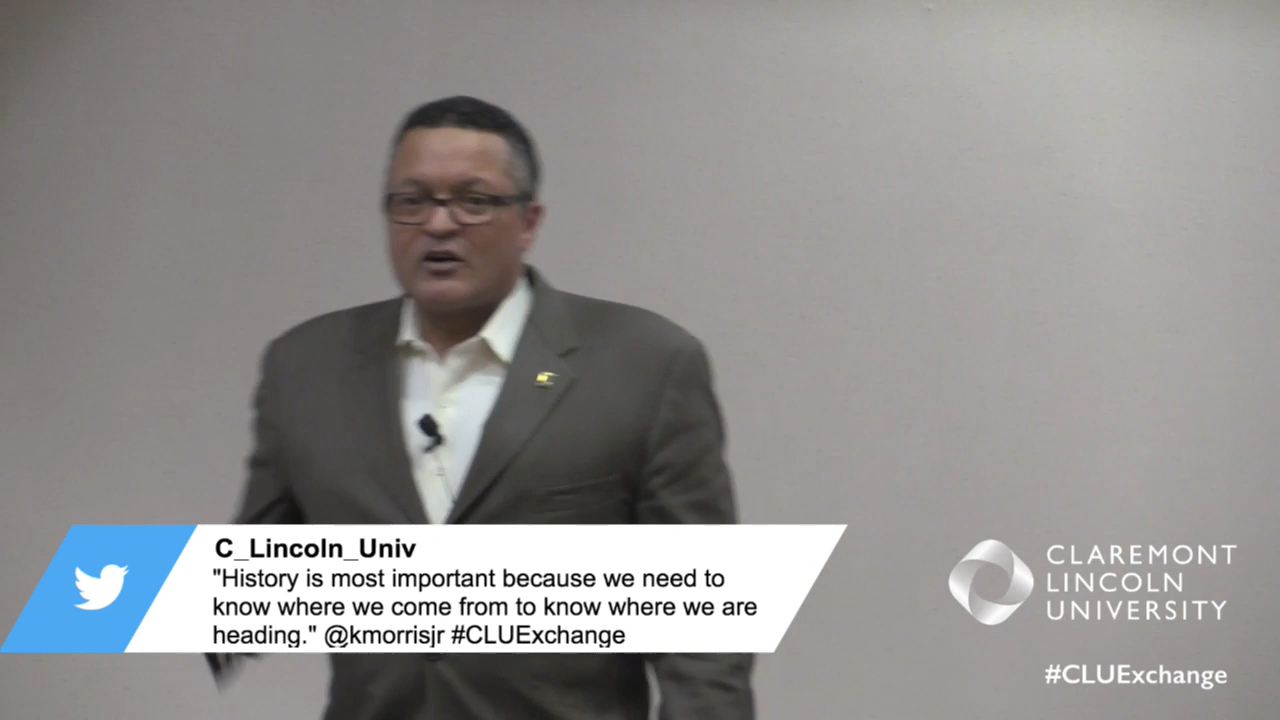 C_Lincoln_Univ
"History is most important because we need to
know where we come from to know where we are
heading." @kmorrisjr #CLUExchange
CLAREMONT
LINCOLN
UNIVERSITY
#CLUExchange